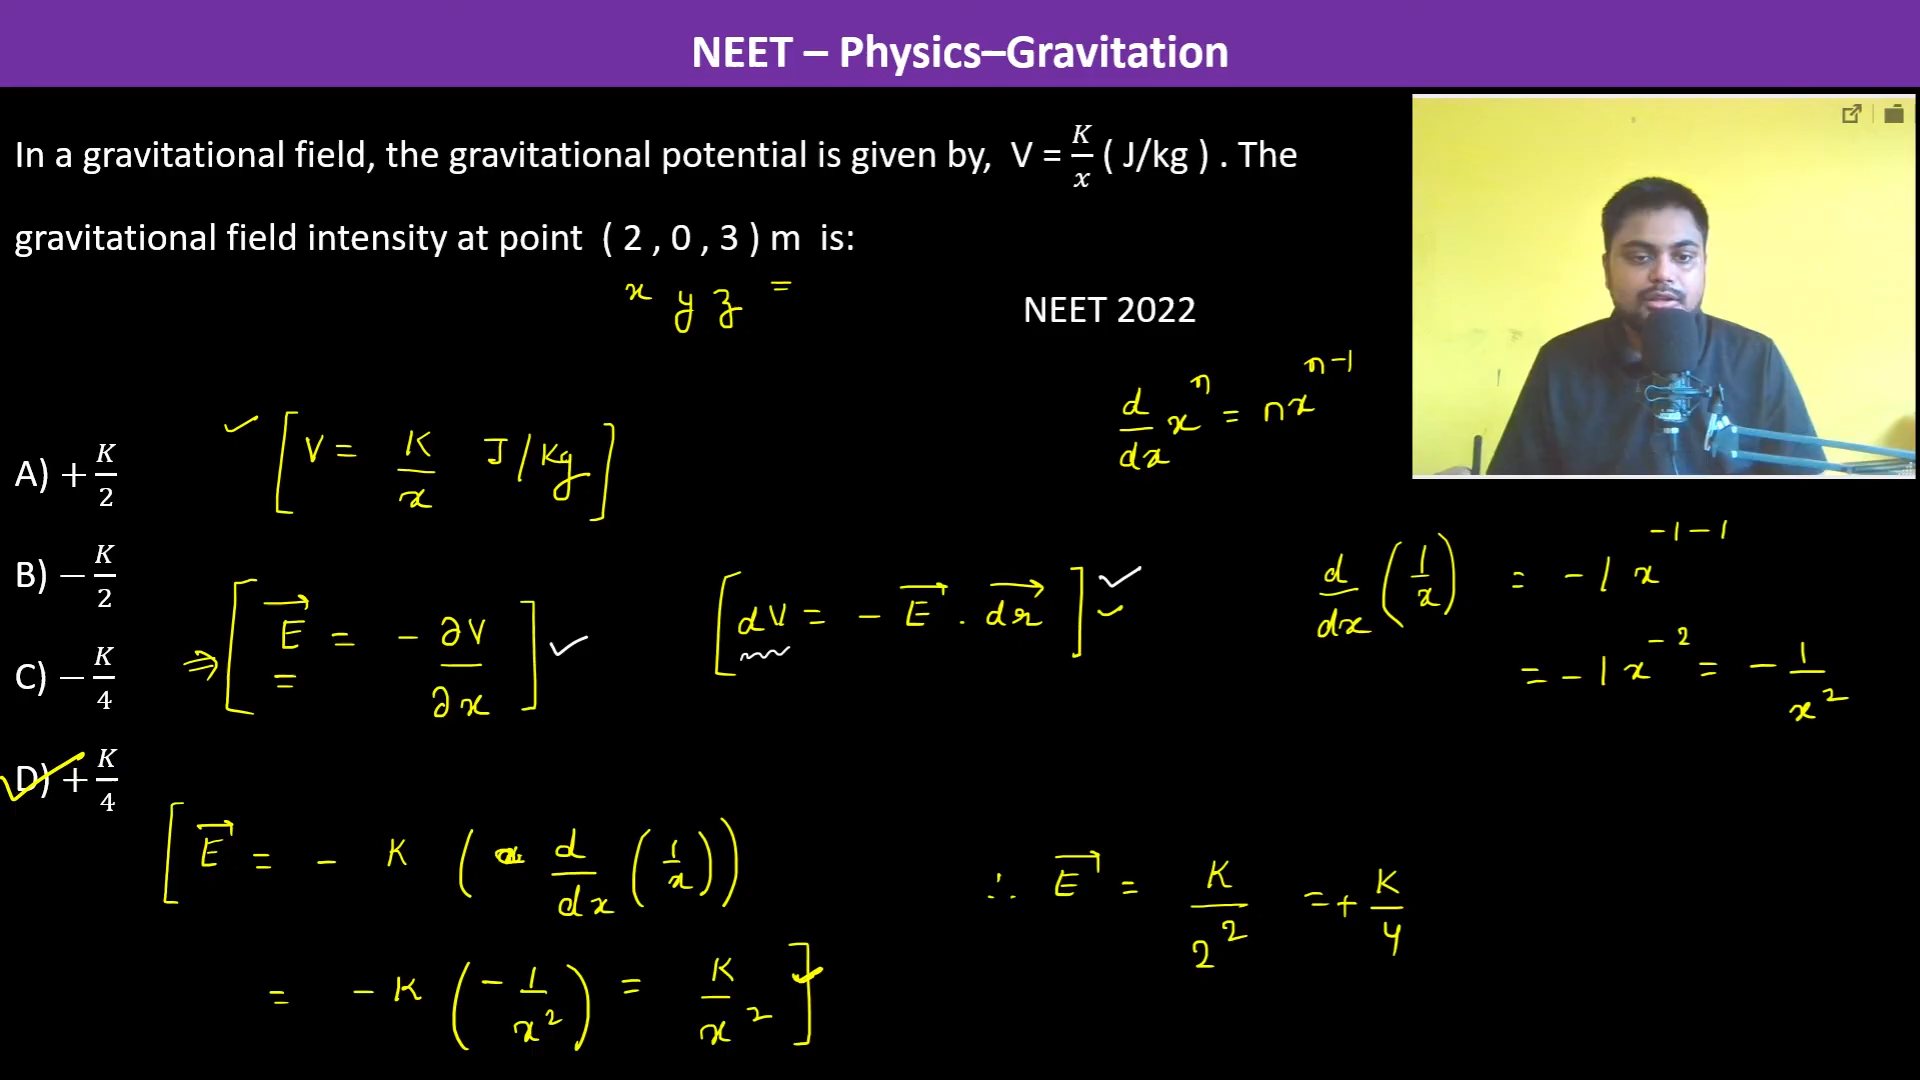 NEET – Physics–Gravitation
In a gravitational field, the gravitational potential is given by, V = K/x ( J/kg ) . The
gravitational field intensity at point ( 2 , 0 , 3 ) m is:
x y z =
NEET 2022
d/dx x^n = nx^(n-1)
A) + K/2
[V = K/x J/kg]
B) − K/2
d/dx (1/x) = -1 x^(-1-1)
⇒ [E⃗ = - ∂V/∂x]
[dV = - E⃗ . dr⃗]
= -1 x^(-2) = - 1/x^2
C) − K/4
D) + K/4
[E⃗ = - K ( d/dx (1/x))
= - K (- 1/x^2) = K/x^2]
∴ E⃗ = K/2^2 = + K/4